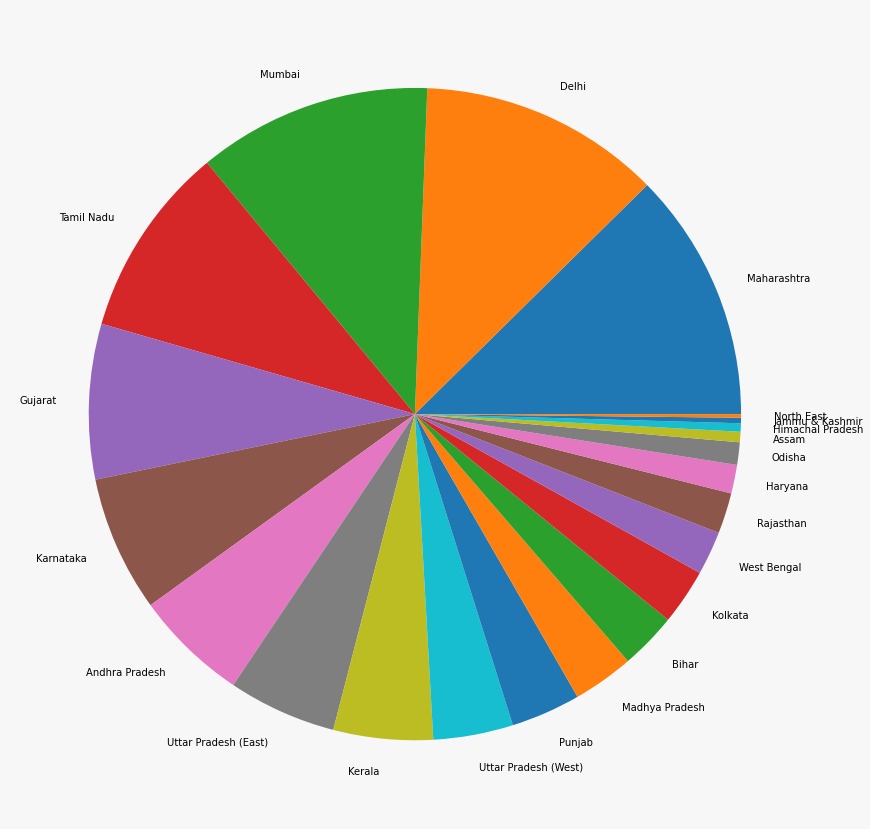 Mumbai
Delhi
Tamil Nadu
Maharashtra
Gujarat
North East
Jammu & Kashmir
Himachal Pradesh
Assam
Odisha
Haryana
Rajasthan
Karnataka
West Bengal
Kolkata
Bihar
Andhra Pradesh
Madhya Pradesh
Uttar Pradesh (East)
Punjab
Uttar Pradesh (West)
Kerala